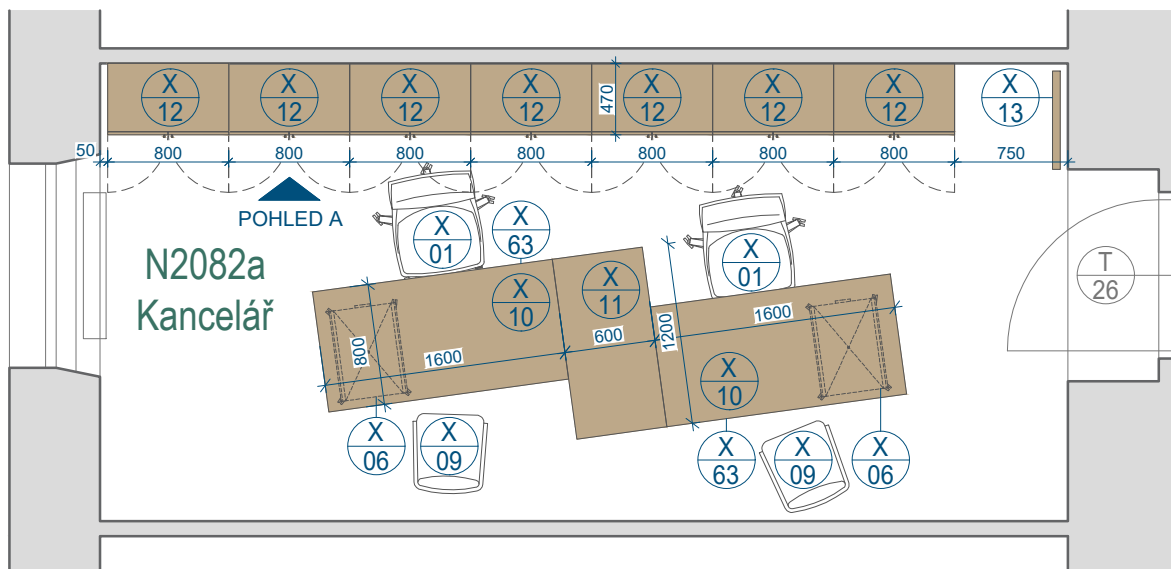 X X X X X X X X
12 12 12 12 12 12 12 13
470
50 800 800 800 800 800 800 800 750
POHLED A
N2082a
Kancelář
X
01
X
63
X
10
X
11
X
01
T
26
800
1600
600
1200
1600
X
10
X
06
X
09
X
63
X
09
X
06